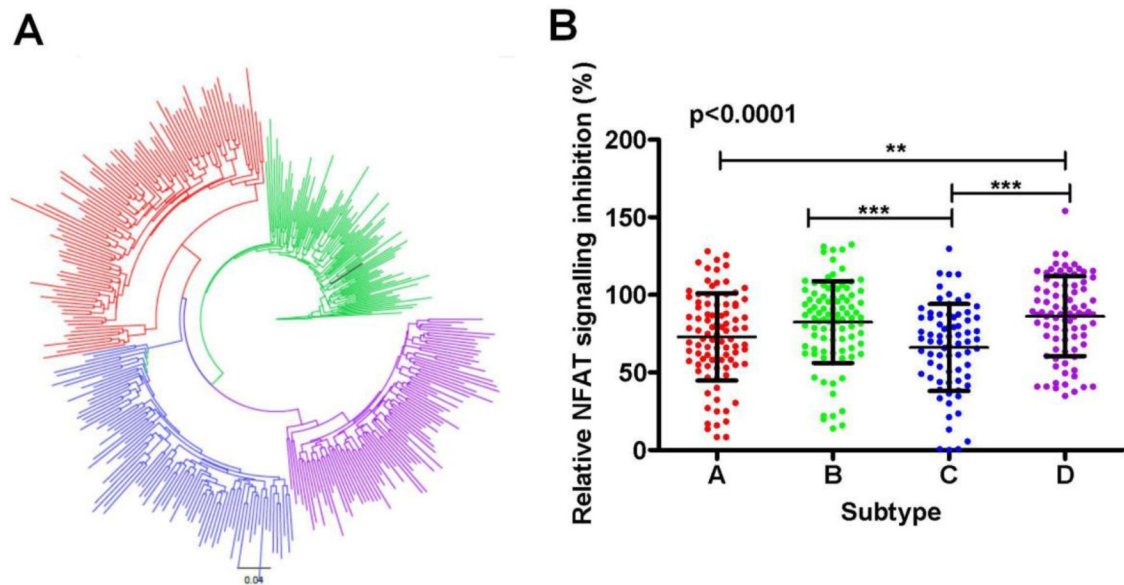 A
0.04
B
Relative NFAT signalling inhibition (%)
p<0.0001
**
***
***
200
150
100
50
0
A B C D
Subtype